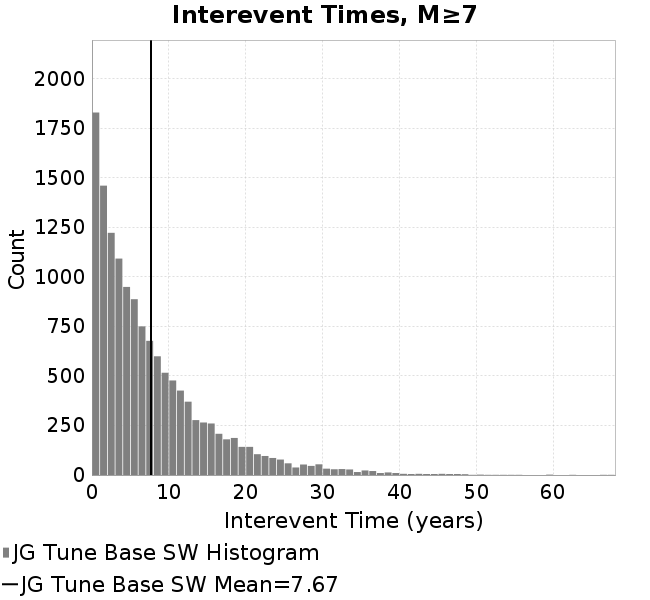 Interevent Times, M≥7
2000
1750
1500
1250
1000
750
500
250
0
Count
0 10 20 30 40 50 60
Interevent Time (years)
JG Tune Base SW Histogram
JG Tune Base SW Mean=7.67